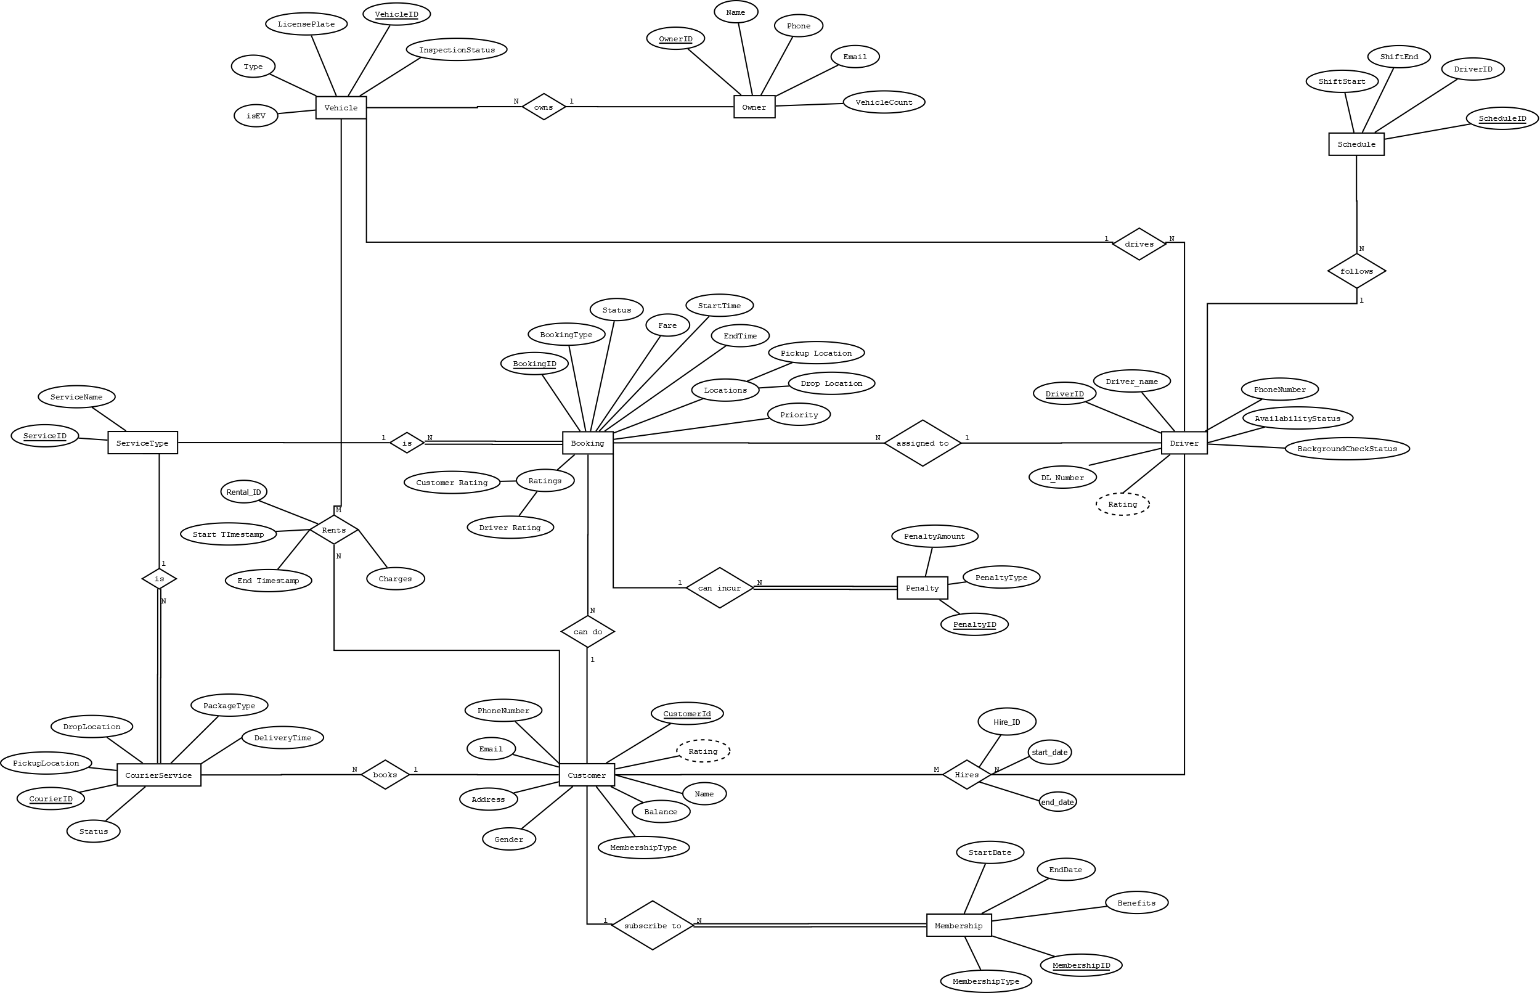 VehicleID
LicensePlate
InspectionStatus
Type
isEV
Vehicle
N
owns
1
Name
OwnerID
Phone
Email
VehicleCount
Owner
ShiftEnd
ShiftStart
DriverID
ScheduleID
Schedule
1
drives
N
N
follows
1
Status
StartTime
BookingType
Fare
EndTime
BookingID
Pickup Location
Locations
Drop Location
Priority
Booking
Ratings
Customer Rating
Driver Rating
ServiceName
ServiceID
ServiceType
1
is
N
N
assigned to
1
Driver_name
DriverID
PhoneNumber
AvailabilityStatus
BackgroundCheckStatus
Driver
DL_Number
Rating
Rental_ID
M
Start TImestamp
Rents
N
End Timestamp
Charges
1
is
N
PenaltyAmount
1
can incur
N
Penalty
PenaltyType
PenaltyID
N
can do
1
PackageType
DropLocation
DeliveryTime
PickupLocation
CourierService
CourierID
Status
N
books
1
PhoneNumber
CustomerId
Email
Rating
Customer
Address
Name
Balance
Gender
MembershipType
Hire_ID
start_date
M
Hires
N
end_date
StartDate
EndDate
Benefits
1
subscribe to
N
Membership
MembershipID
MembershipType